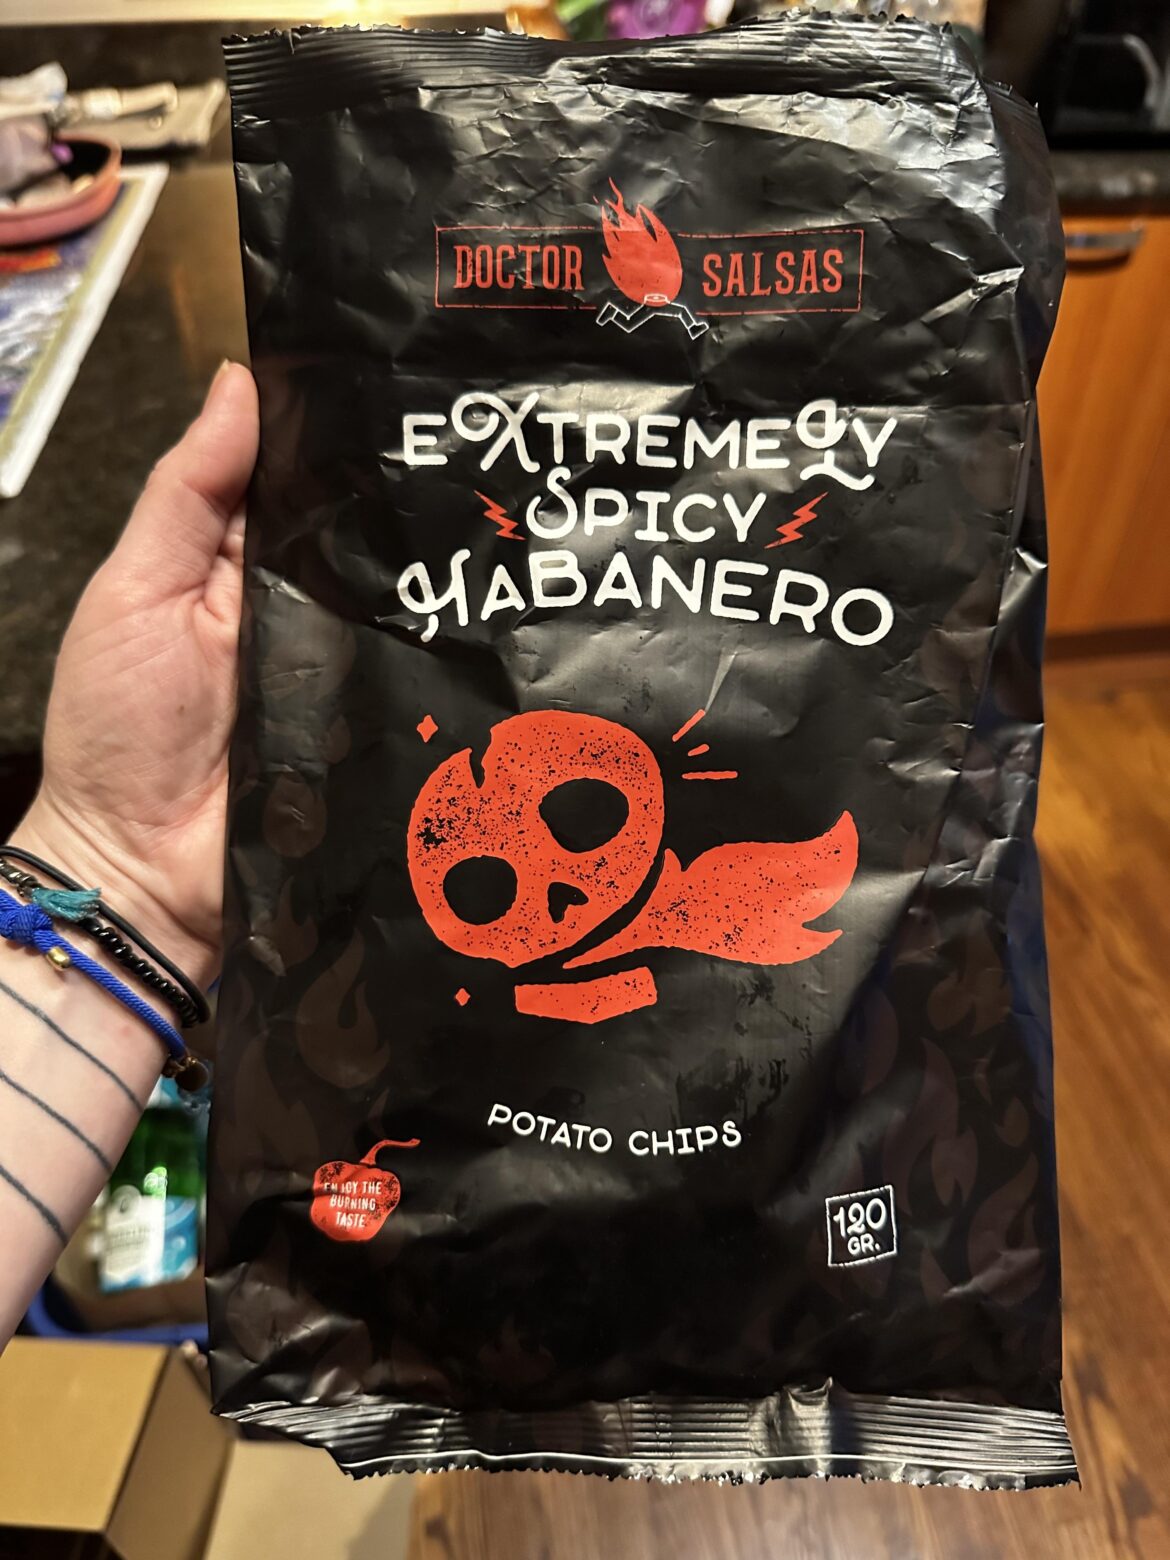 DOCTOR SALSAS
EXTREMELY
SPICY
HABANERO
POTATO CHIPS
ENJOY THE
BURNING
TASTE
120
GR.